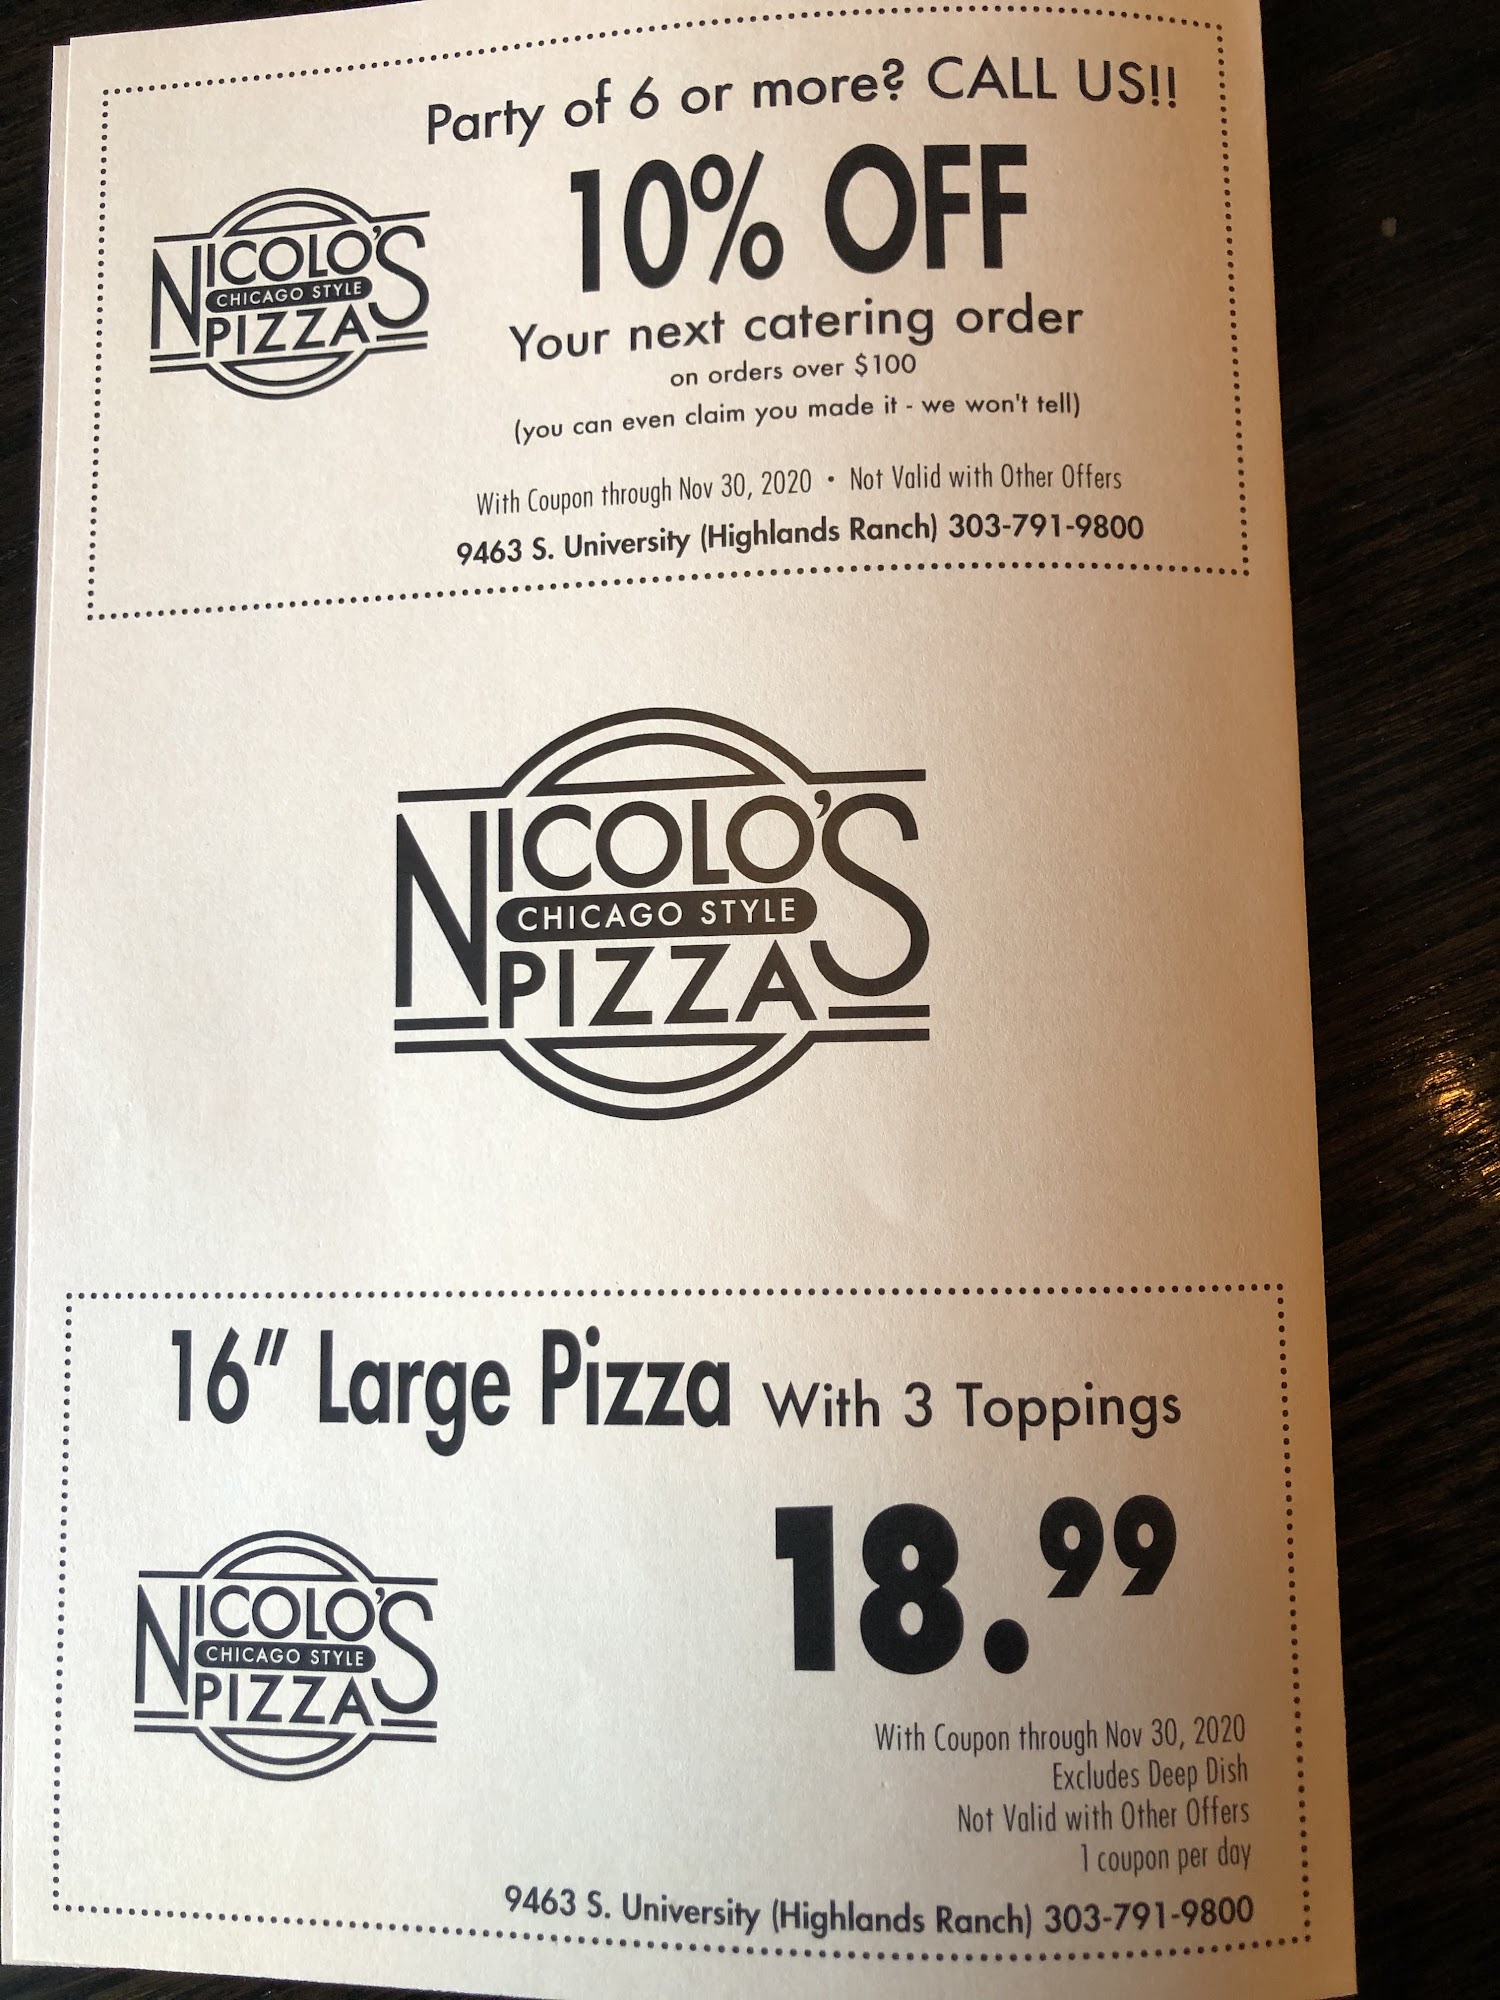 Party of 6 or more? CALL US!!
10% OFF
NICOLO'S
CHICAGO STYLE
PIZZA
Your next catering order
on orders over $100
(you can even claim you made it - we won't tell)
With Coupon through Nov 30, 2020 • Not Valid with Other Offers
9463 S. University (Highlands Ranch) 303-791-9800
NICOLO'S
CHICAGO STYLE
PIZZA
16" Large Pizza With 3 Toppings
18.99
NICOLO'S
CHICAGO STYLE
PIZZA
With Coupon through Nov 30, 2020
Excludes Deep Dish
Not Valid with Other Offers
1 coupon per day
9463 S. University (Highlands Ranch) 303-791-9800